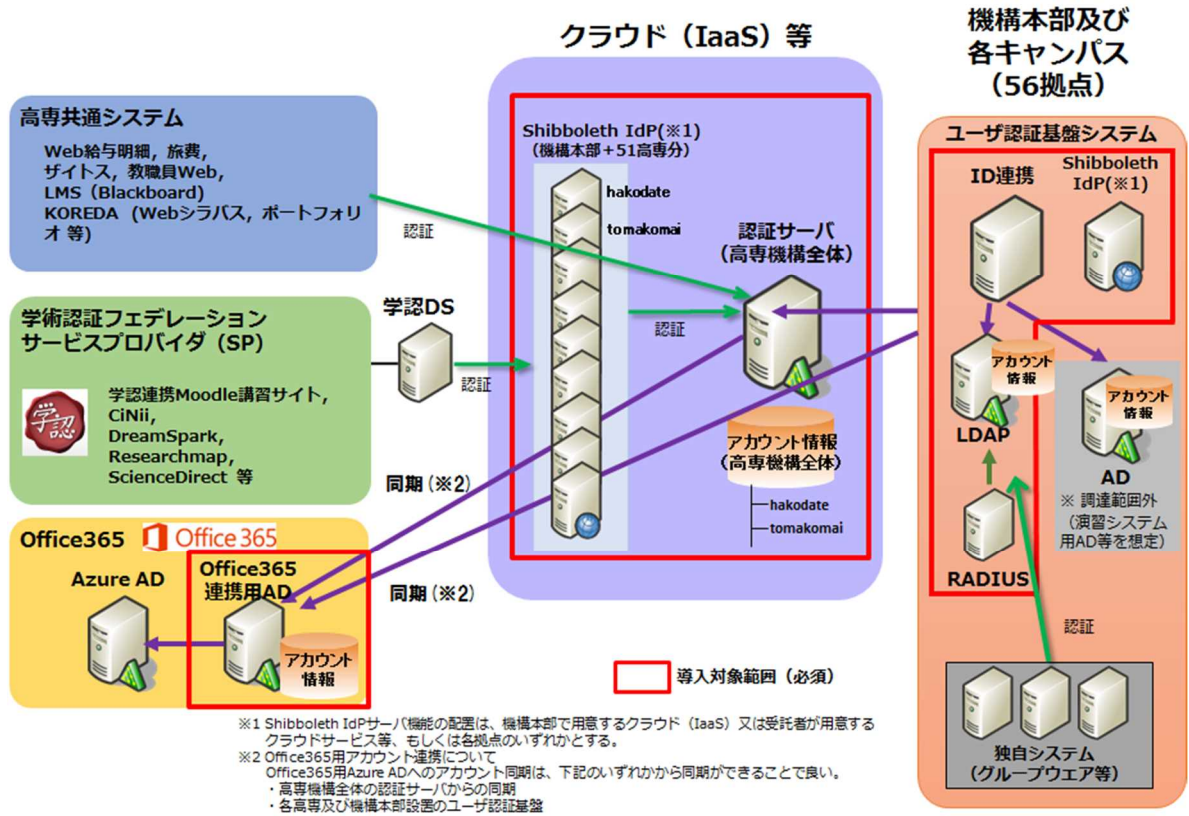 クラウド（IaaS）等
機構本部及び
各キャンパス
（56拠点）
高専共通システム
Web給与明細，旅費，
ザイトス，教職員Web，
LMS（Blackboard）
KOREDA（Webシラバス，ポートフォリ
オ 等）
認証
Shibboleth IdP(※1)
（機構本部＋51高専分）
hakodate
tomakomai
認証サーバ
（高専機構全体）
認証
アカウント情報
（高専機構全体）
hakodate
tomakomai
学術認証フェデレーション
サービスプロバイダ（SP）
学認
学認連携Moodle講習サイト，
CiNii，
DreamSpark，
Researchmap，
ScienceDirect 等
学認DS
認証
同期(※2)
同期(※2)
Office365
Office 365
Azure AD
Office365
連携用AD
アカウント
情報
ユーザ認証基盤システム
ID連携
Shibboleth
IdP(※1)
アカウント
情報
LDAP
アカウント
情報
AD
※ 調達範囲外
（演習システム
用AD等を想定）
RADIUS
認証
独自システム
（グループウェア等）
導入対象範囲（必須）
※1 Shibboleth IdPサーバ機能の配置は、機構本部で用意するクラウド（IaaS）又は受託者が用意する
クラウドサービス等、もしくは各拠点のいずれかとする。
※2 Office365用アカウント連携について
Office365用Azure ADへのアカウント同期は、下記のいずれかから同期ができることで良い。
・高専機構全体の認証サーバからの同期
・各高専及び機構本部設置のユーザ認証基盤